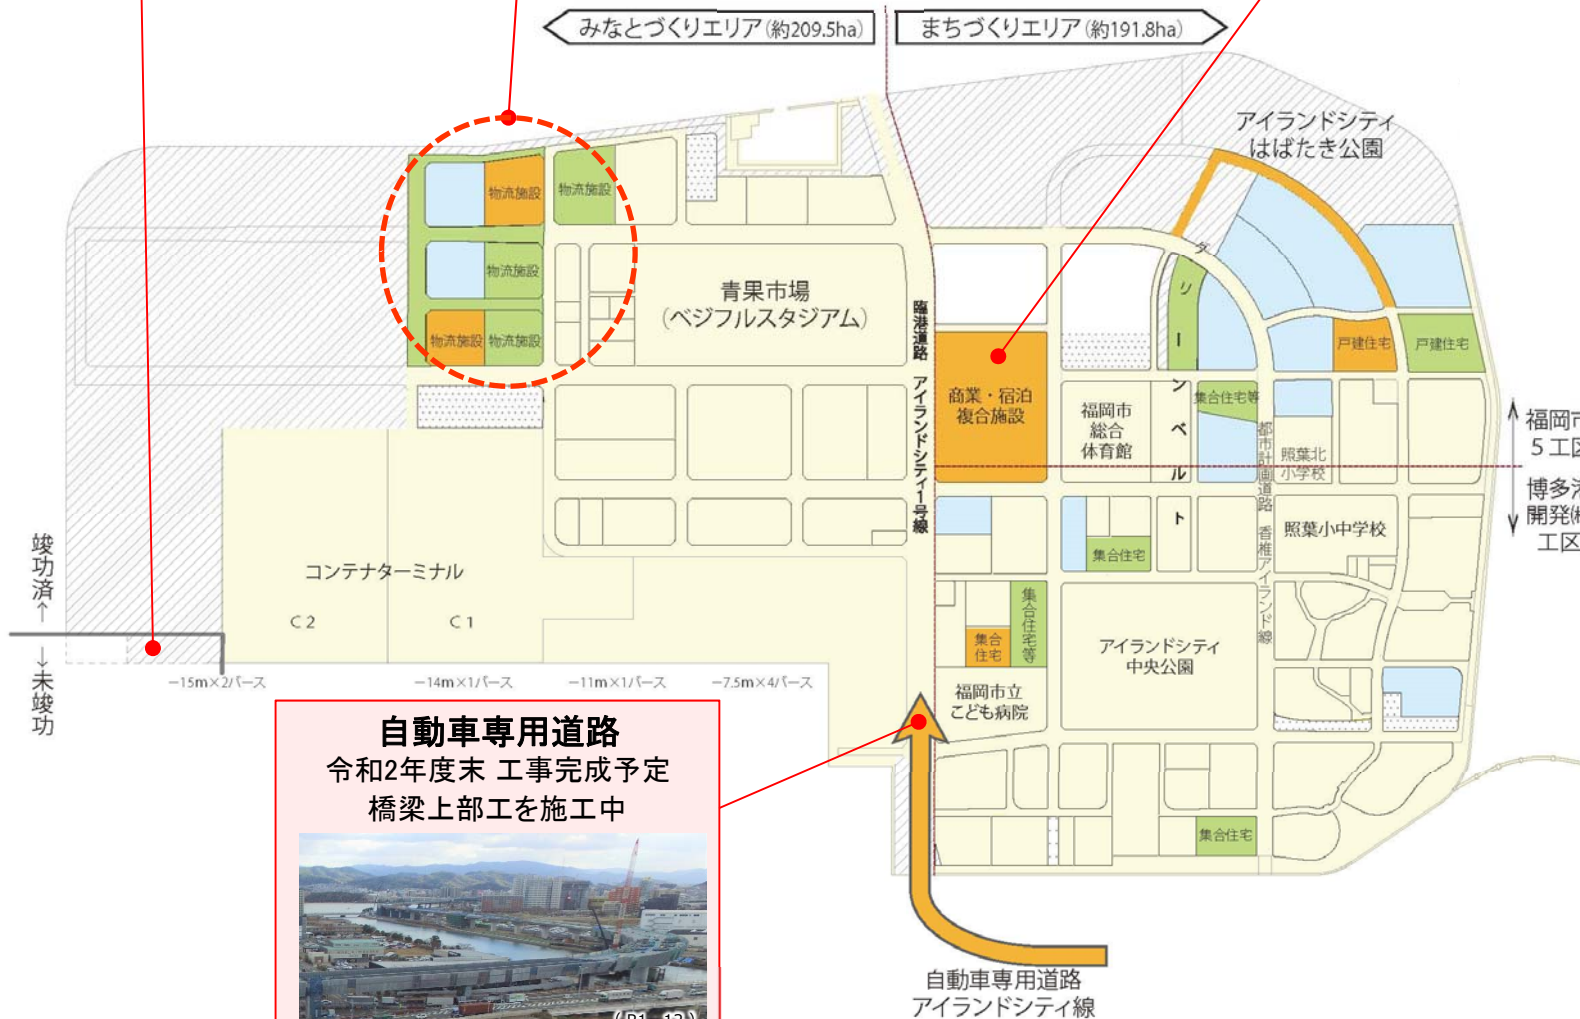 みなとづくりエリア(約209.5ha)
まちづくりエリア(約191.8ha)
アイランドシティ
はばたき公園
物流施設
物流施設
物流施設
物流施設
物流施設
青果市場
(ベジフルスタジアム)
臨港道路 アイランドシティ1号線
グリーンベルト
戸建住宅
戸建住宅
商業・宿泊
複合施設
福岡市
総合
体育館
集合住宅等
都市計画道路 香椎アイランド線
照葉北
小学校
福岡市
5工区
博多港
開発㈱
工区
照葉小中学校
集合住宅
コンテナターミナル
C2
C1
竣功済↑
↓未竣功
集合住宅等
集合
住宅
アイランドシティ
中央公園
福岡市立
こども病院
-15m×2バース
-14m×1バース
-11m×1バース
-7.5m×4バース
自動車専用道路
令和2年度末 工事完成予定
橋梁上部工を施工中
集合住宅
自動車専用道路
アイランドシティ線